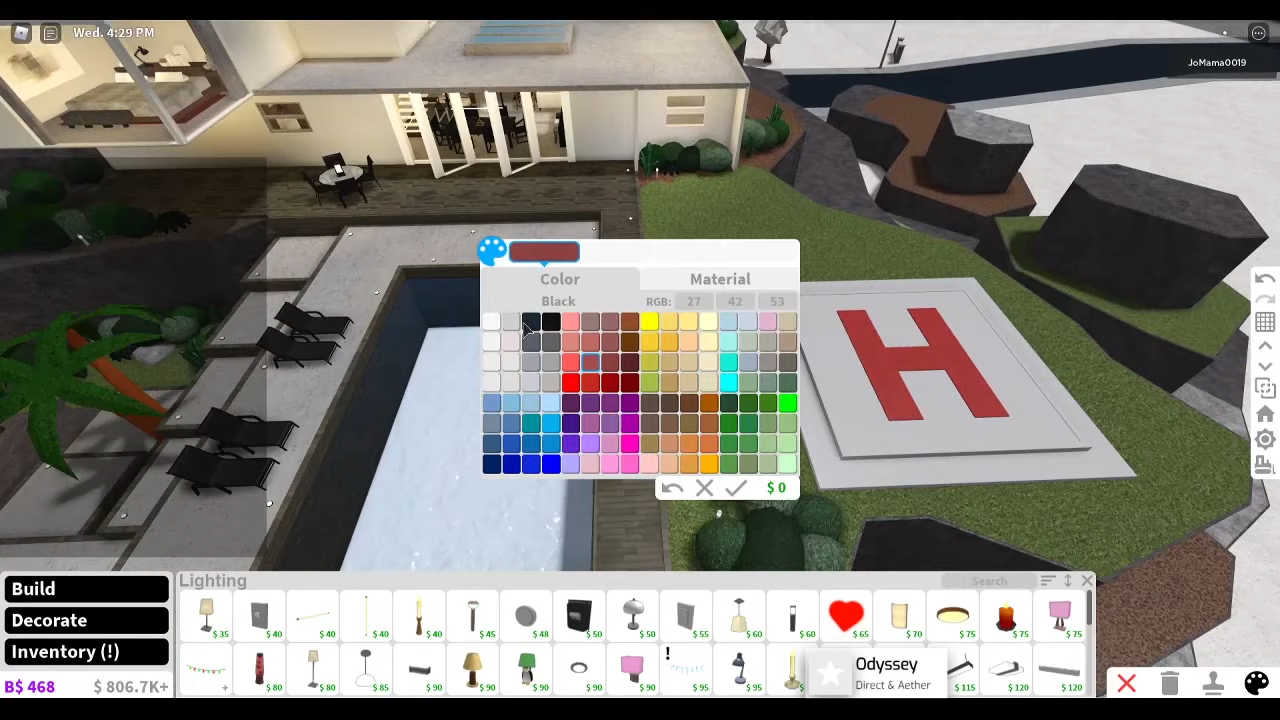 Wed. 4:29 PM
JoMama0019
Color
Material
Black
RGB: 27 42 53
H
$ 0
Build
Decorate
Inventory (!)
B$ 468
$ 806.7K+
Lighting
Search
$ 35
$ 40
$ 40
$ 40
$ 40
$ 45
$ 48
$ 50
$ 50
$ 55
$ 60
$ 60
$ 65
$ 70
$ 75
$ 75
$ 75
+
$ 80
$ 80
$ 85
$ 90
$ 90
$ 90
$ 90
$ 90
!
$ 95
$ 95
$
Odyssey
Direct & Aether
$ 115
$ 120
$ 120